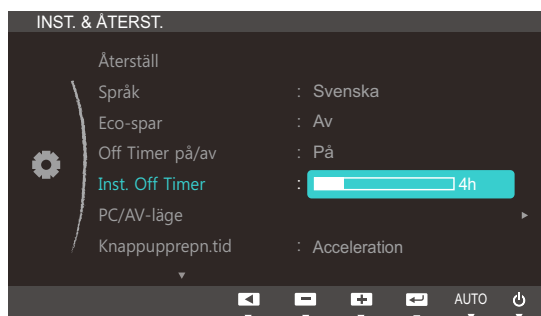 INST. & ÅTERST.
Återställ
Språk : Svenska
Eco-spar : Av
Off Timer på/av : På
Inst. Off Timer : 4h
PC/AV-läge
Knappupprepn.tid : Acceleration
AUTO